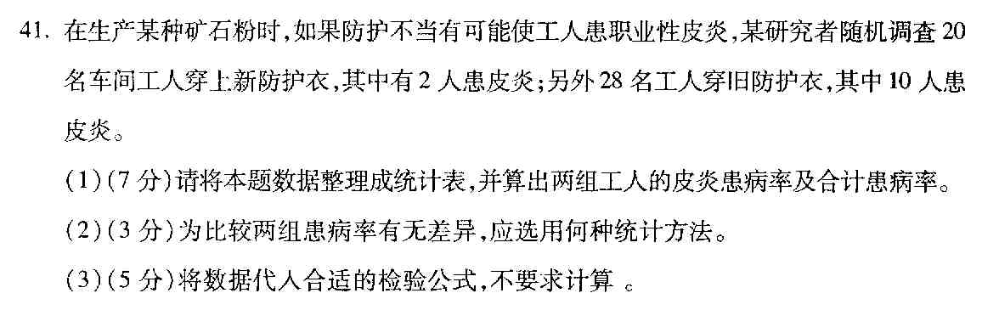 41. 在生产某种矿石粉时,如果防护不当有可能使工人患职业性皮炎,某研究者随机调查20
名车间工人穿上新防护衣,其中有2人患皮炎;另外28名工人穿旧防护衣,其中10人患
皮炎。
(1)(7分)请将本题数据整理成统计表,并算出两组工人的皮炎患病率及合计患病率。
(2)(3分)为比较两组患病率有无差异,应选用何种统计方法。
(3)(5分)将数据代人合适的检验公式,不要求计算。